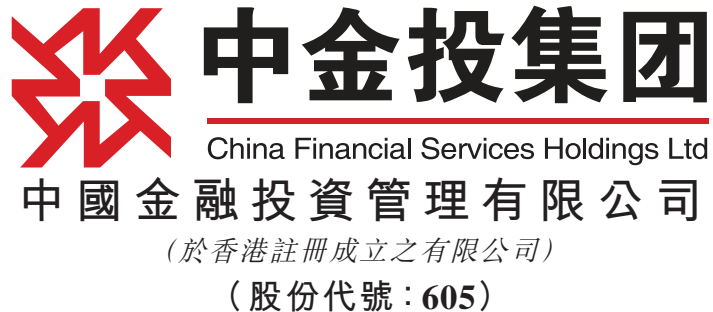 中金投集团
China Financial Services Holdings Ltd
中國金融投資管理有限公司
(於香港註冊成立之有限公司)
(股份代號：605)